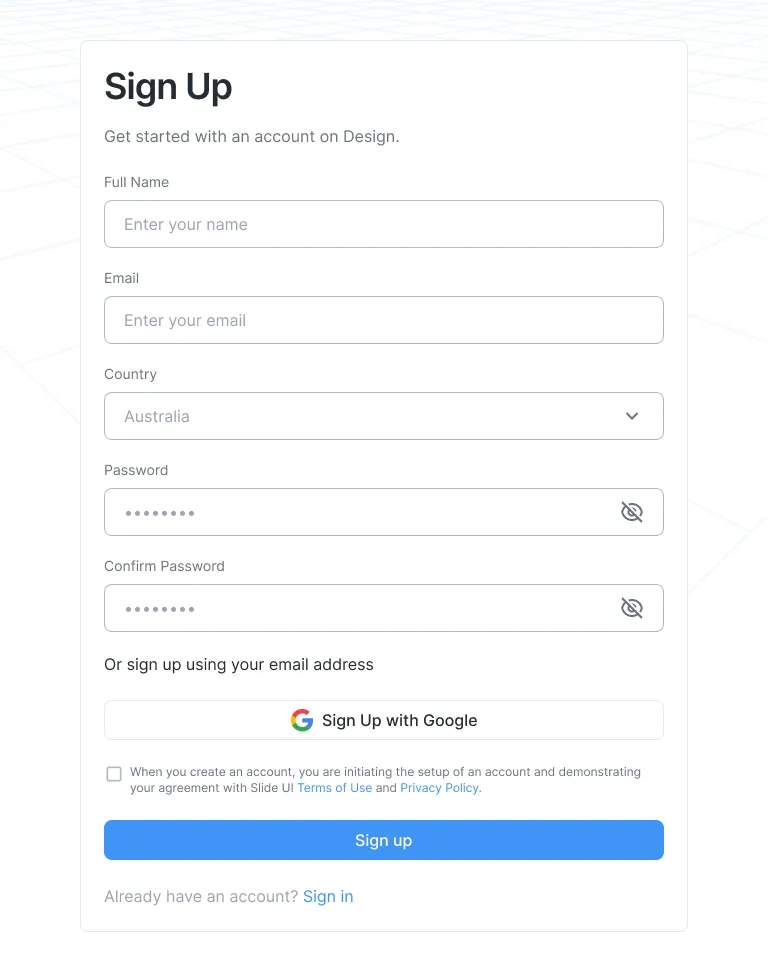 Sign Up
Get started with an account on Design.
Full Name
Enter your name
Email
Enter your email
Country
Australia
Password
••••••••
Confirm Password
••••••••
Or sign up using your email address
Sign Up with Google
When you create an account, you are initiating the setup of an account and demonstrating
your agreement with Slide UI Terms of Use and Privacy Policy.
Sign up
Already have an account? Sign in